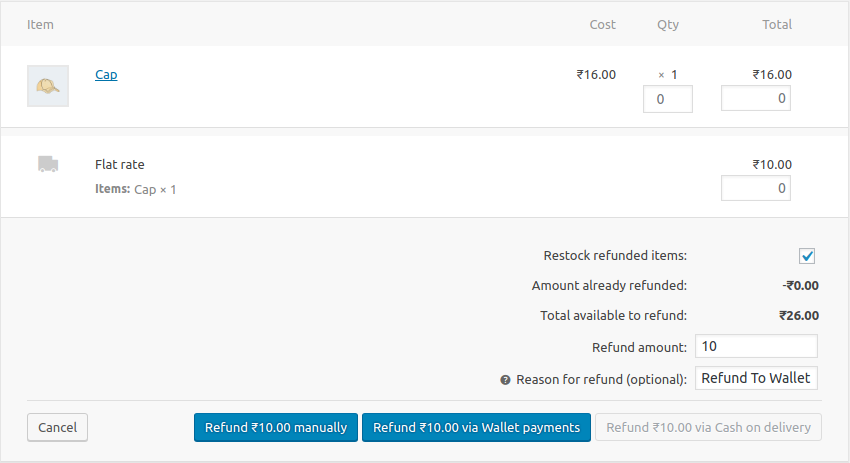 Item Cost Qty Total
Cap ₹16.00 × 1 ₹16.00
0 0
Flat rate ₹10.00
Items: Cap × 1 0
Restock refunded items:
Amount already refunded: -₹0.00
Total available to refund: ₹26.00
Refund amount: 10
? Reason for refund (optional): Refund To Wallet
Cancel Refund ₹10.00 manually Refund ₹10.00 via Wallet payments Refund ₹10.00 via Cash on delivery